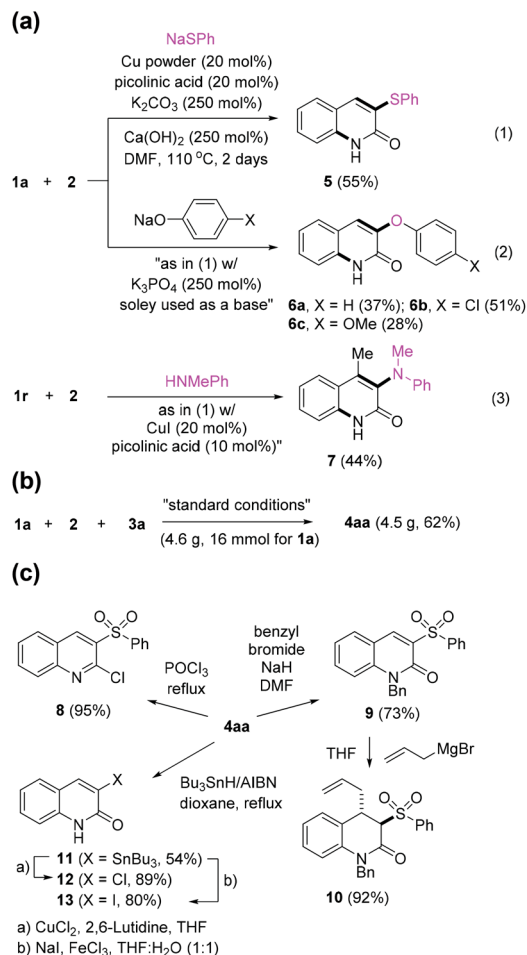 (a)
NaSPh
Cu powder (20 mol%)
picolinic acid (20 mol%)
K2CO3 (250 mol%)
Ca(OH)2 (250 mol%)
DMF, 110 °C, 2 days
SPh
N
H
O
5 (55%)
(1)
1a + 2
NaO
X
"as in (1) w/
K3PO4 (250 mol%)
soley used as a base"
O
N
H
O
X
(2)
6a, X = H (37%); 6b, X = Cl (51%)
6c, X = OMe (28%)
1r + 2
HNMePh
as in (1) w/
CuI (20 mol%)
picolinic acid (10 mol%)"
Me
Me
N
Ph
N
H
O
(3)
7 (44%)
(b)
1a + 2 + 3a
"standard conditions"
(4.6 g, 16 mmol for 1a)
4aa (4.5 g, 62%)
(c)
O O
S
Ph
N
Cl
8 (95%)
POCl3
reflux
benzyl
bromide
NaH
DMF
O O
S
Ph
N
O
Bn
9 (73%)
4aa
THF
MgBr
X
N
H
O
Bu3SnH/AIBN
dioxane, reflux
O O
S
Ph
N
O
Bn
10 (92%)
a)
11 (X = SnBu3, 54%)
12 (X = Cl, 89%)
13 (X = I, 80%)
b)
a) CuCl2, 2,6-Lutidine, THF
b) NaI, FeCl3, THF:H2O (1:1)